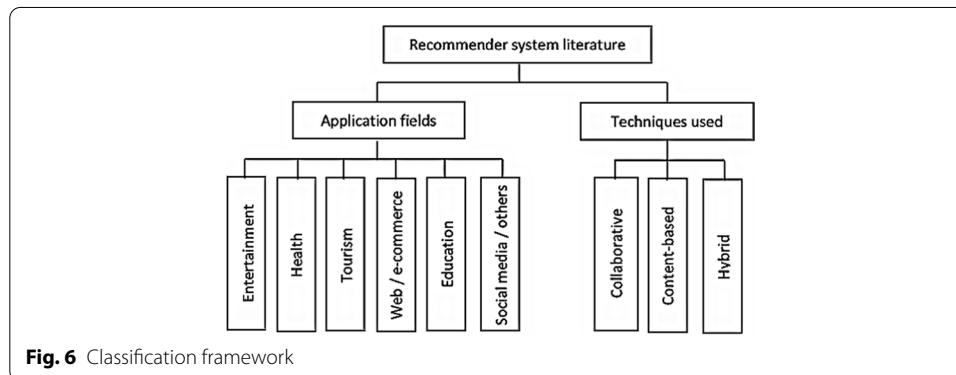 Recommender system literature
Application fields
Techniques used
Entertainment
Health
Tourism
Web / e-commerce
Education
Social media / others
Collaborative
Content-based
Hybrid
Fig. 6 Classification framework